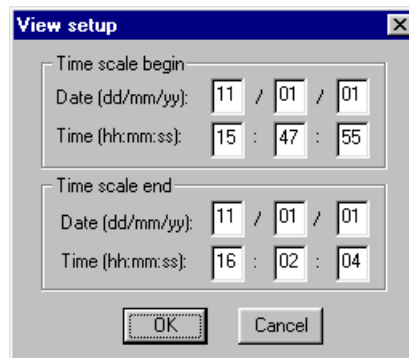 View setup
Time scale begin
Date (dd/mm/yy): 11 / 01 / 01
Time (hh:mm:ss): 15 : 47 : 55
Time scale end
Date (dd/mm/yy): 11 / 01 / 01
Time (hh:mm:ss): 16 : 02 : 04
OK Cancel